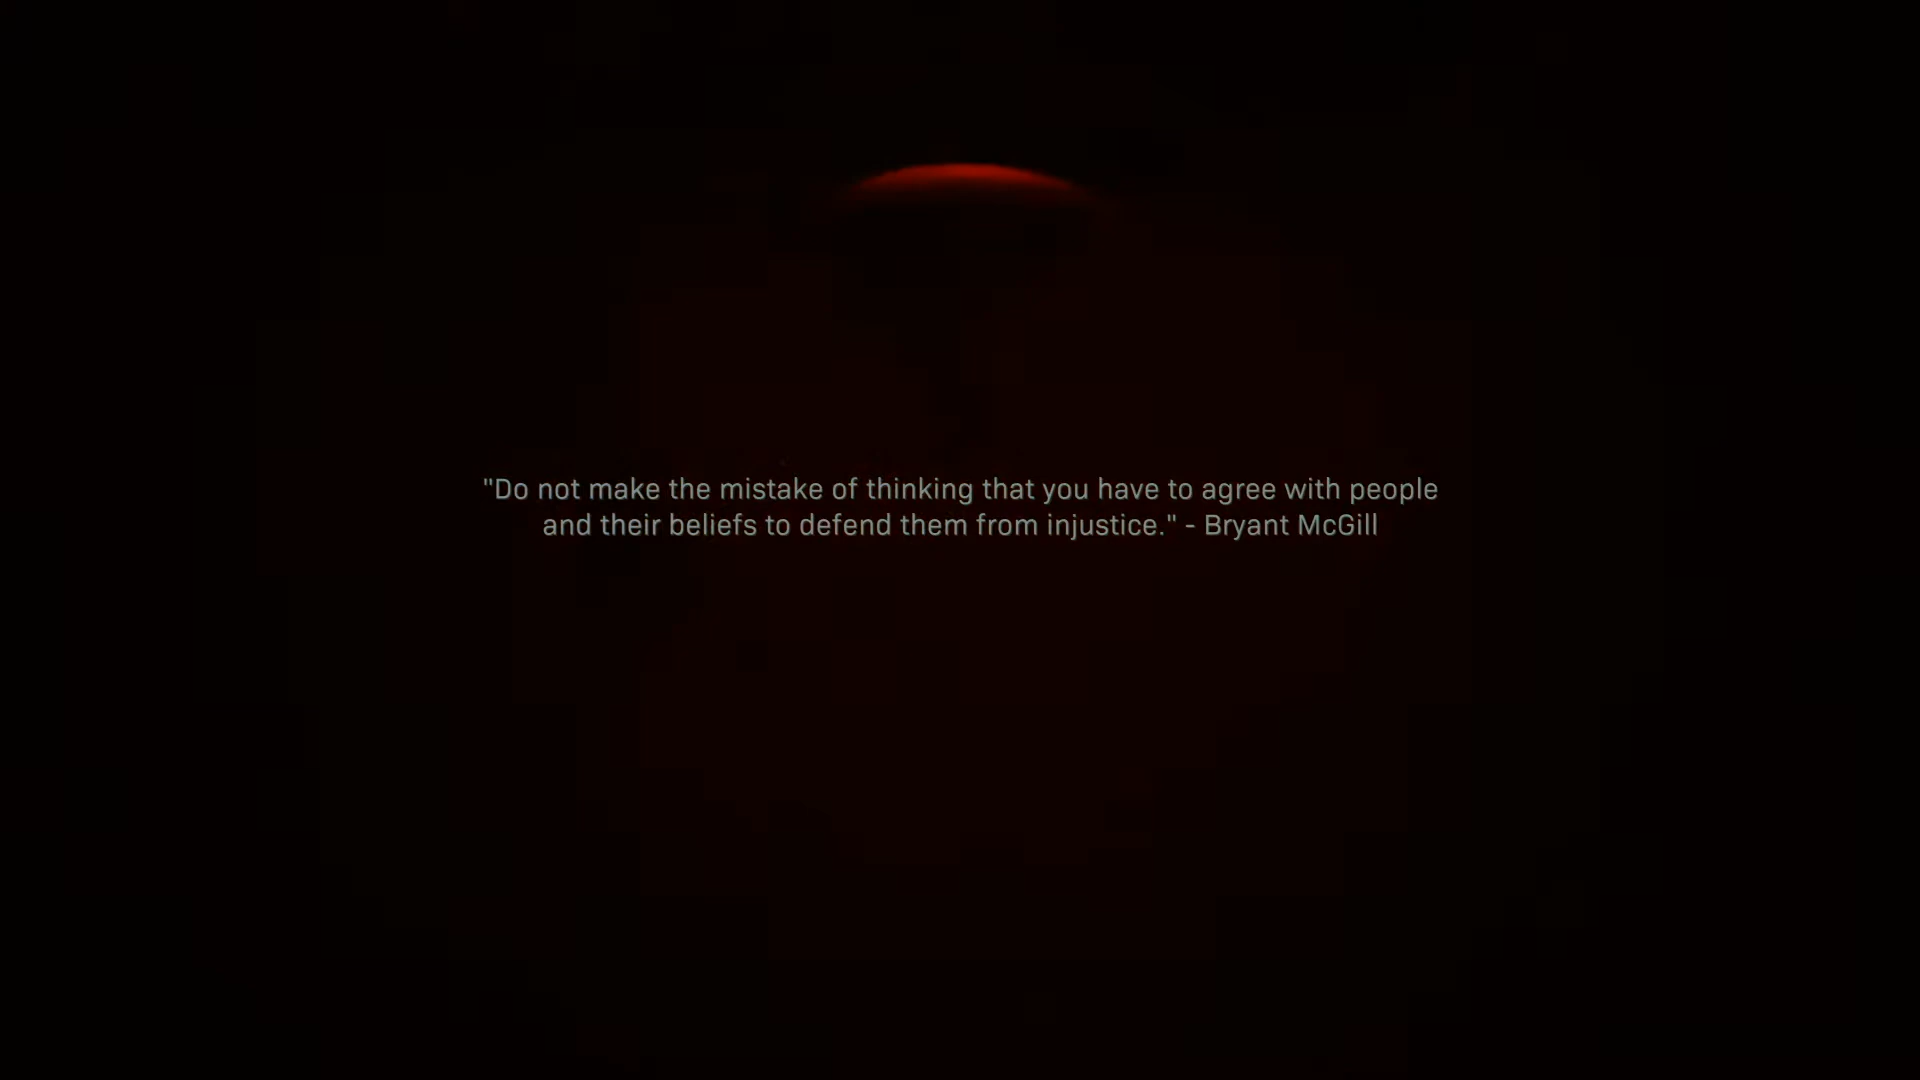 "Do not make the mistake of thinking that you have to agree with people
and their beliefs to defend them from injustice." - Bryant McGill